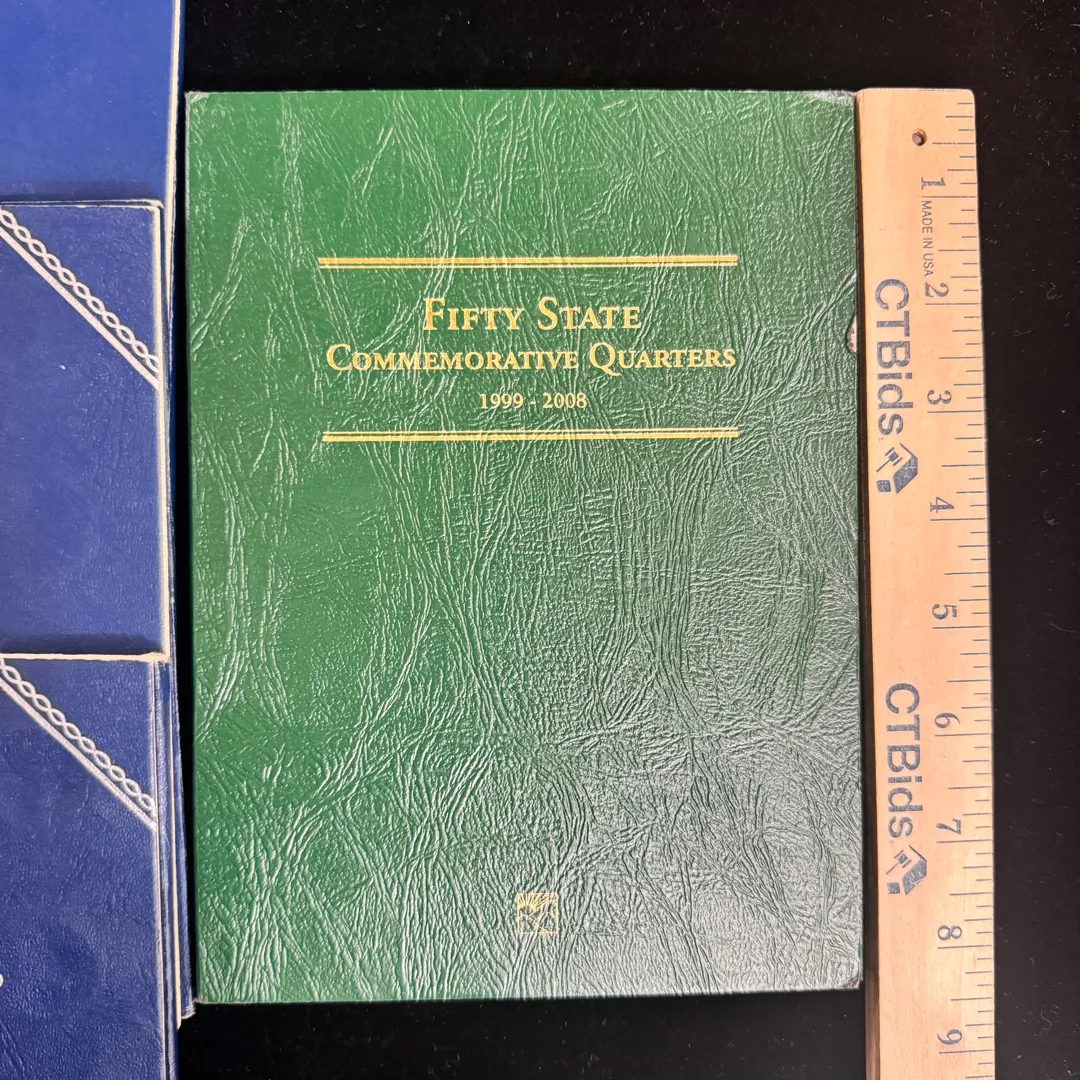 FIFTY STATE
COMMEMORATIVE QUARTERS
1999 - 2008
1
MADE IN USA
2
CTBids
3
4
5
6
CTBids
7
8
9